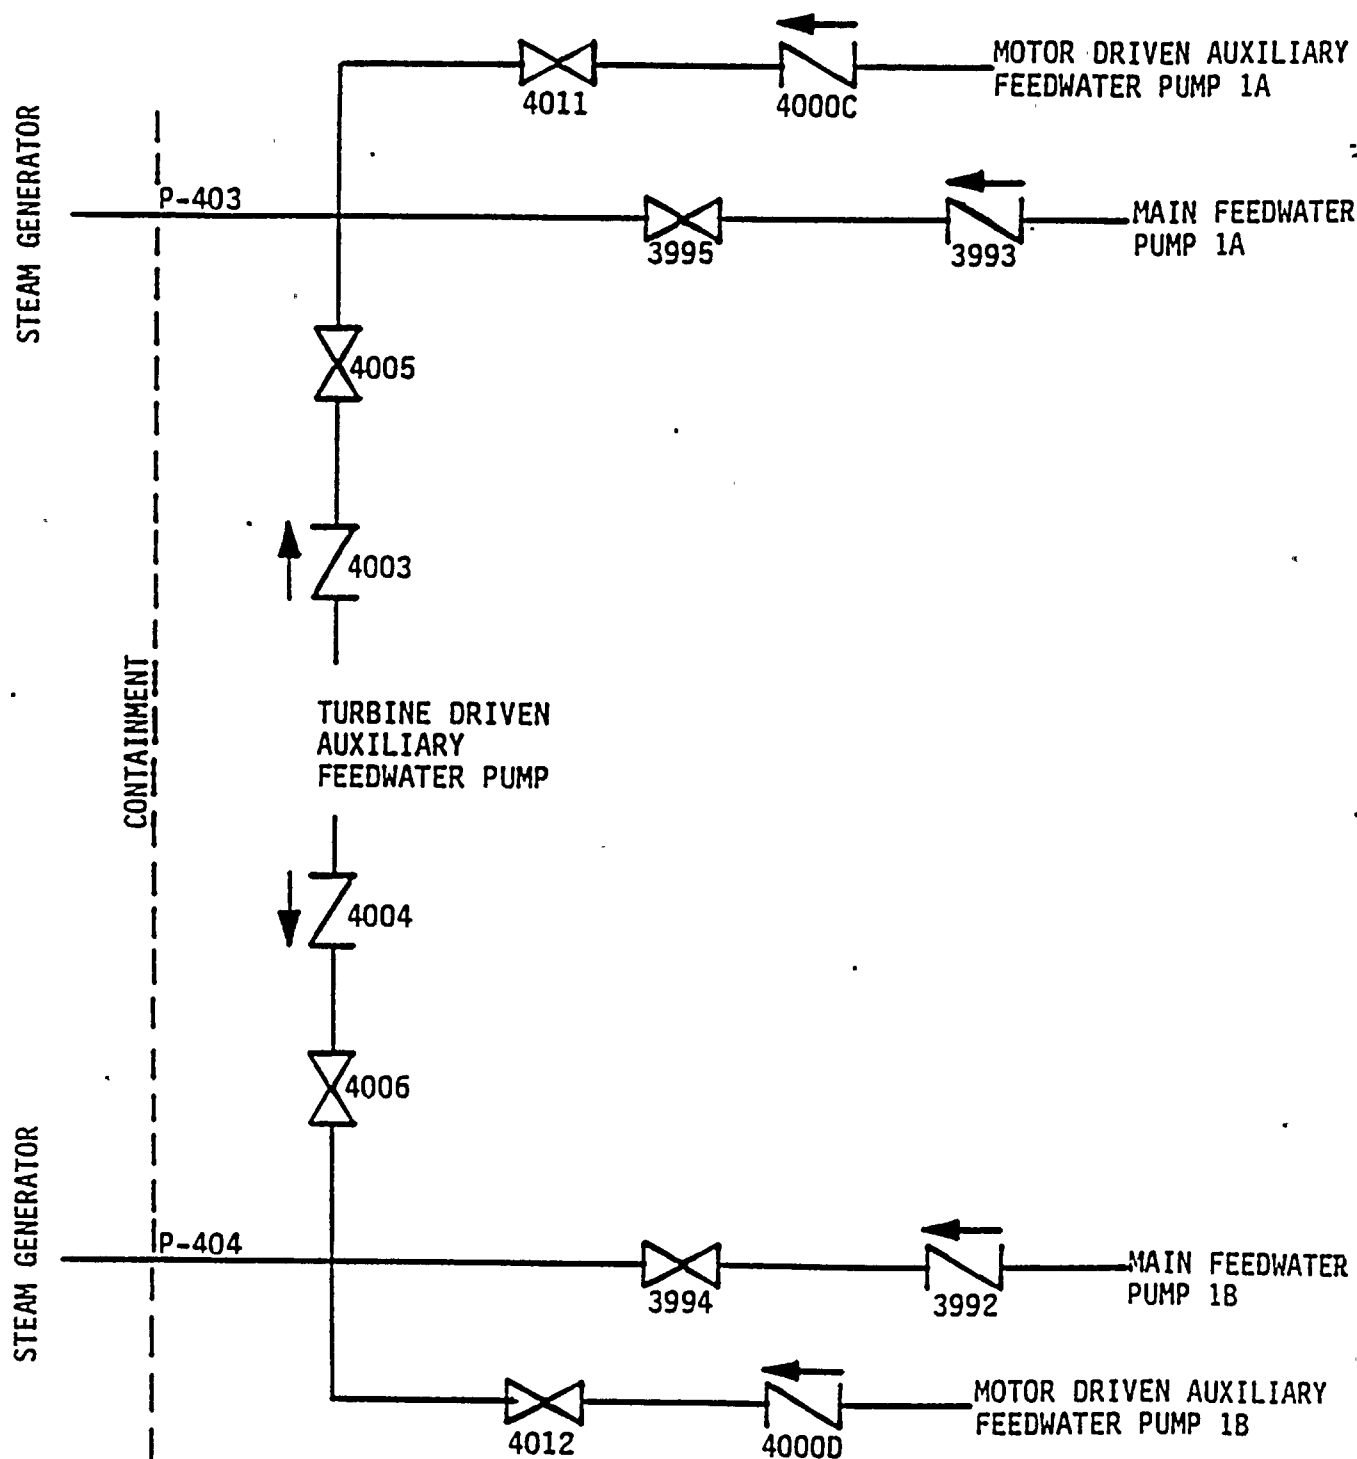 MOTOR DRIVEN AUXILIARY
FEEDWATER PUMP 1A
4011
4000C
STEAM GENERATOR
P-403
MAIN FEEDWATER
PUMP 1A
3995
3993
4005
4003
CONTAINMENT
TURBINE DRIVEN
AUXILIARY
FEEDWATER PUMP
4004
4006
STEAM GENERATOR
P-404
MAIN FEEDWATER
PUMP 1B
3994
3992
MOTOR DRIVEN AUXILIARY
FEEDWATER PUMP 1B
4012
4000D